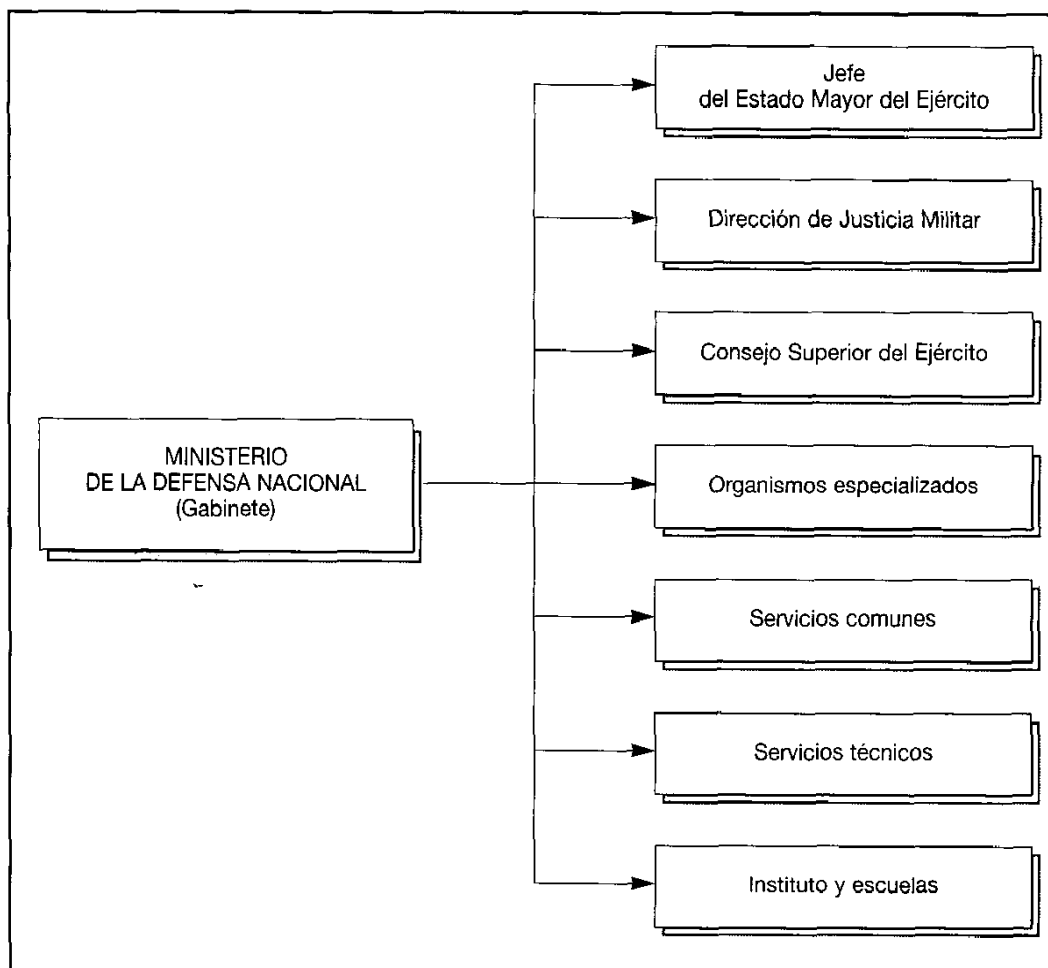 Jefe
del Estado Mayor del Ejército
Dirección de Justicia Militar
Consejo Superior del Ejército
MINISTERIO
DE LA DEFENSA NACIONAL
(Gabinete)
Organismos especializados
Servicios comunes
Servicios técnicos
Instituto y escuelas